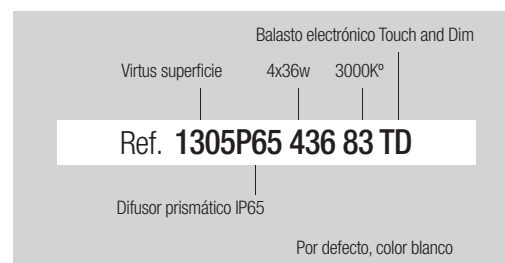 Balasto electrónico Touch and Dim
Virtus superficie 4x36w 3000Kº
Ref. 1305P65 436 83 TD
Difusor prismático IP65
Por defecto, color blanco